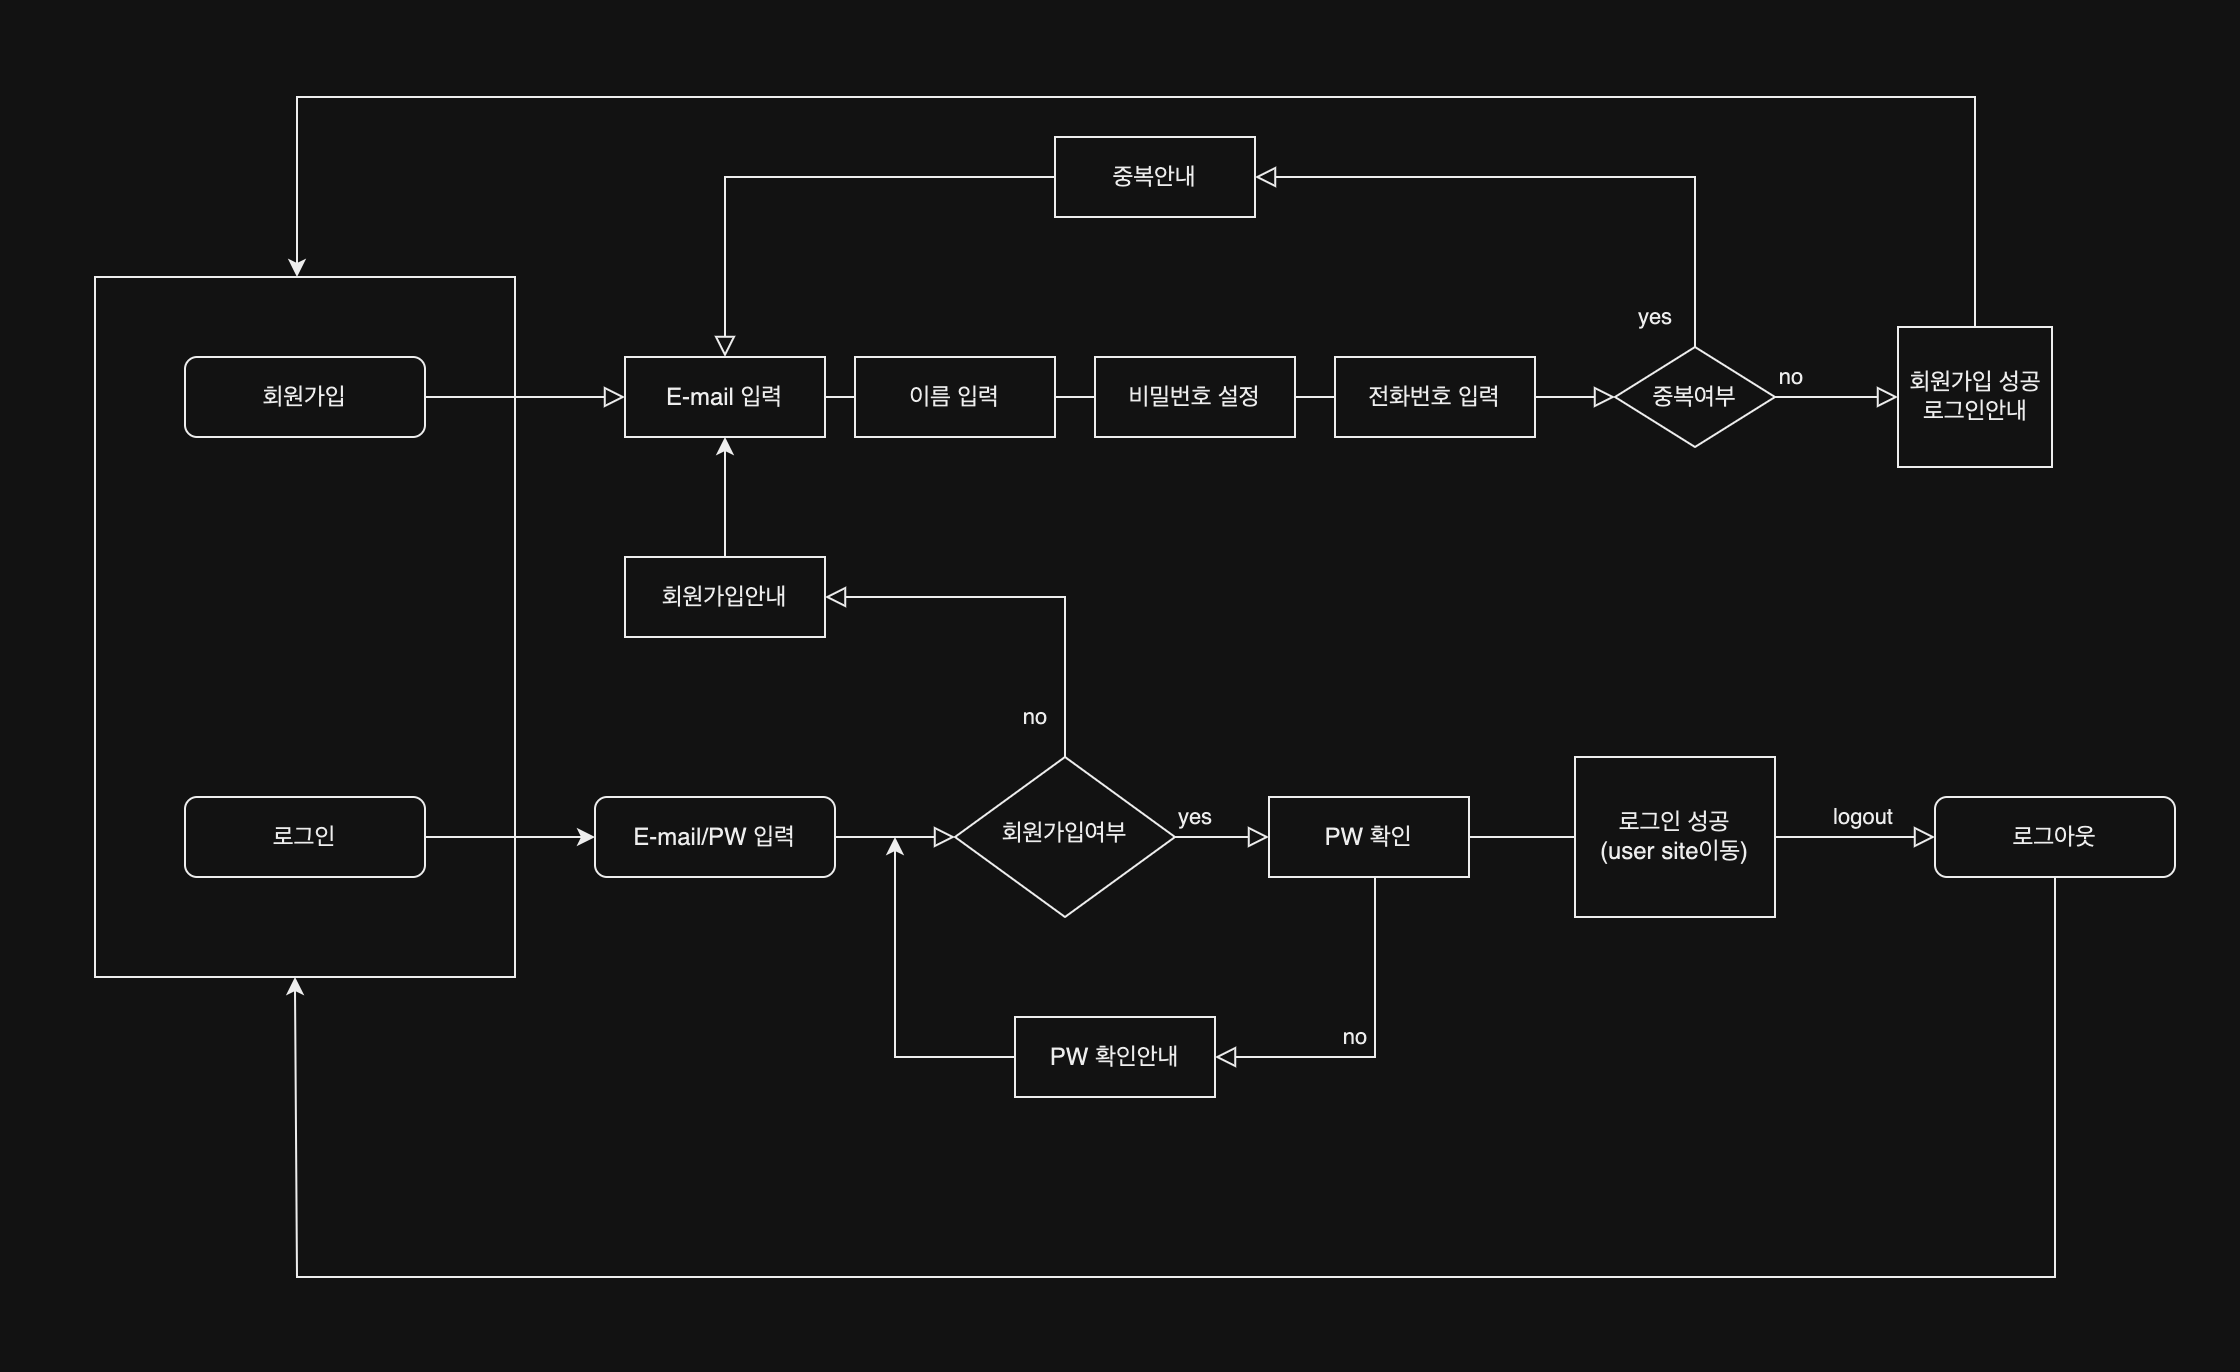 중복안내
yes
회원가입
E-mail 입력
이름 입력
비밀번호 설정
전화번호 입력
중복여부
no
회원가입 성공
로그인안내
회원가입안내
no
로그인
E-mail/PW 입력
회원가입여부
yes
PW 확인
로그인 성공
(user site이동)
logout
로그아웃
no
PW 확인안내